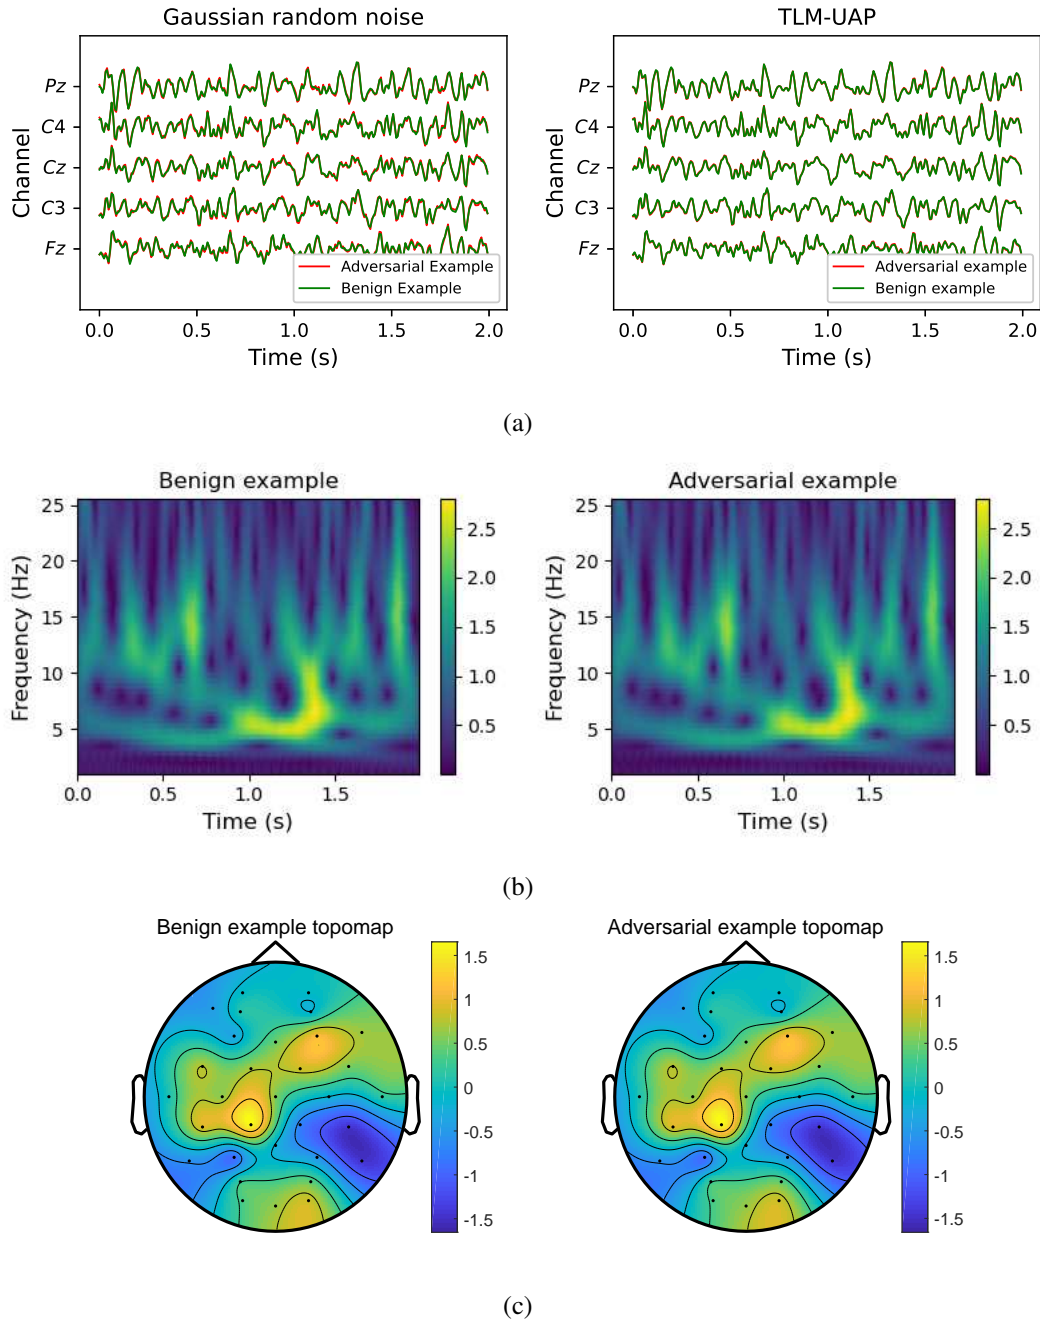 Gaussian random noise
Channel
Pz
C4
Cz
C3
Fz
Adversarial Example
Benign Example
0.0 0.5 1.0 1.5 2.0
Time (s)
TLM-UAP
Channel
Pz
C4
Cz
C3
Fz
Adversarial example
Benign example
0.0 0.5 1.0 1.5 2.0
Time (s)
(a)
Benign example
Frequency (Hz)
25
20
15
10
5
0.0 0.5 1.0 1.5
Time (s)
2.5
2.0
1.5
1.0
0.5
Adversarial example
Frequency (Hz)
25
20
15
10
5
0.0 0.5 1.0 1.5
Time (s)
2.5
2.0
1.5
1.0
0.5
(b)
Benign example topomap
1.5
1
0.5
0
-0.5
-1
-1.5
Adversarial example topomap
1.5
1
0.5
0
-0.5
-1
-1.5
(c)